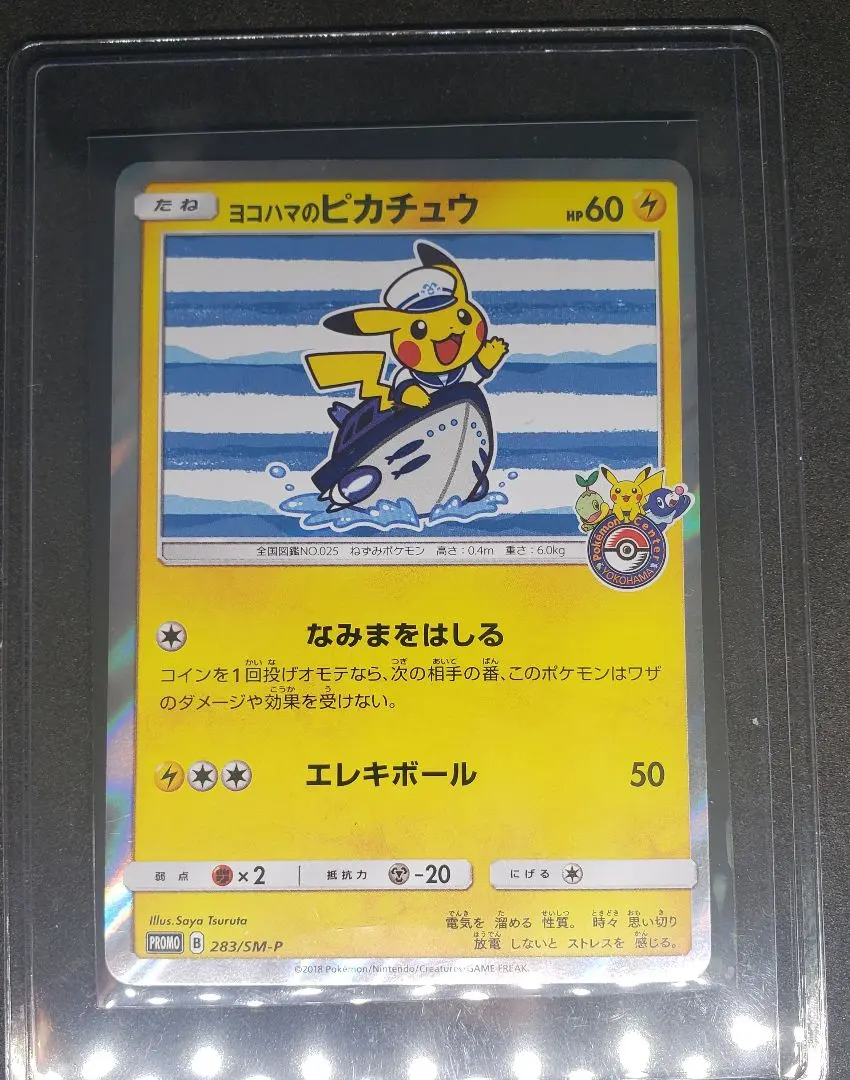 たね ヨコハマのピカチュウ HP60
全国図鑑NO.025 ねずみポケモン 高さ:0.4m 重さ:6.0kg
Pokémon Center
YOKOHAMA
なみまをはしる
コインを1回投げオモテなら、次の相手の番、このポケモンはワザ
のダメージや効果を受けない。
エレキボール 50
弱点 ×2 抵抗力 -20 にげる
Illus.Saya Tsuruta
電気を 溜める 性質。 時々 思い切り
放電 しないと ストレスを 感じる。
PROMO B 283/SM-P
©2018 Pokémon/Nintendo/Creatures・GAME FREAK.